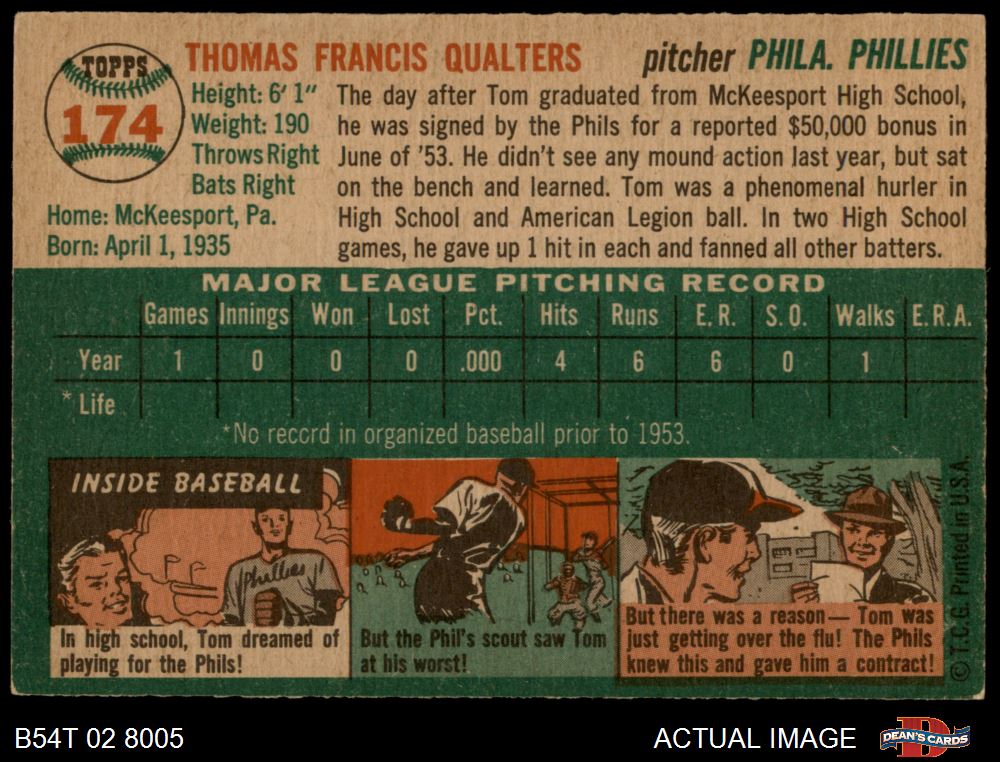 TOPPS
174
THOMAS FRANCIS QUALTERS
pitcher PHILA. PHILLIES
Height: 6' 1"
Weight: 190
Throws Right
Bats Right
Home: McKeesport, Pa.
Born: April 1, 1935
The day after Tom graduated from McKeesport High School,
he was signed by the Phils for a reported $50,000 bonus in
June of '53. He didn't see any mound action last year, but sat
on the bench and learned. Tom was a phenomenal hurler in
High School and American Legion ball. In two High School
games, he gave up 1 hit in each and fanned all other batters.
MAJOR LEAGUE PITCHING RECORD
Games Innings Won Lost Pct. Hits Runs E.R. S.O. Walks E.R.A.
Year 1 0 0 0 .000 4 6 6 0 1
* Life
*No record in organized baseball prior to 1953.
INSIDE BASEBALL
Phillies
In high school, Tom dreamed of
playing for the Phils!
But the Phil's scout saw Tom
at his worst!
But there was a reason — Tom was
just getting over the flu! The Phils
knew this and gave him a contract!
© T.C.G. Printed in U.S.A.
B54T 02 8005
ACTUAL IMAGE
D
DEAN'S CARDS